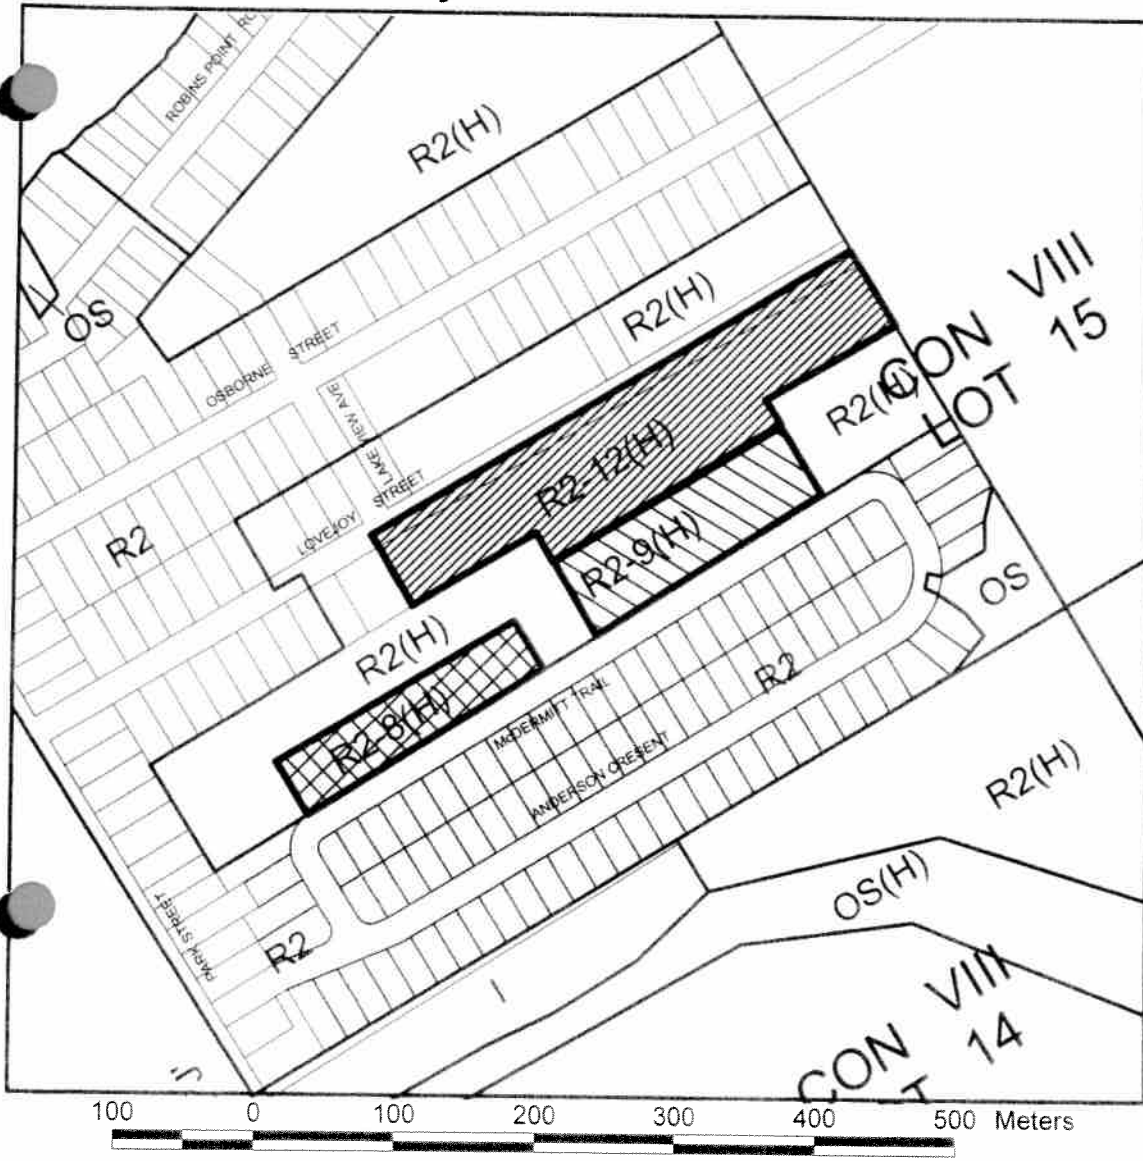 ROBINS POINT
R2(H)
OS
R2(H)
CON VIII
LOT 15
OSBORNE STREET
LAKEVIEW AVE
R2(H)
R2-12(H)
LOVEJOY STREET
R2
R2-9(H)
OS
R2(H)
R2
R2-8(H)
McDERMITT TRAIL
ANDERSON CRESENT
R2(H)
OS(H)
PARK STREET
R2
CON VIII
14
100 0 100 200 300 400 500 Meters